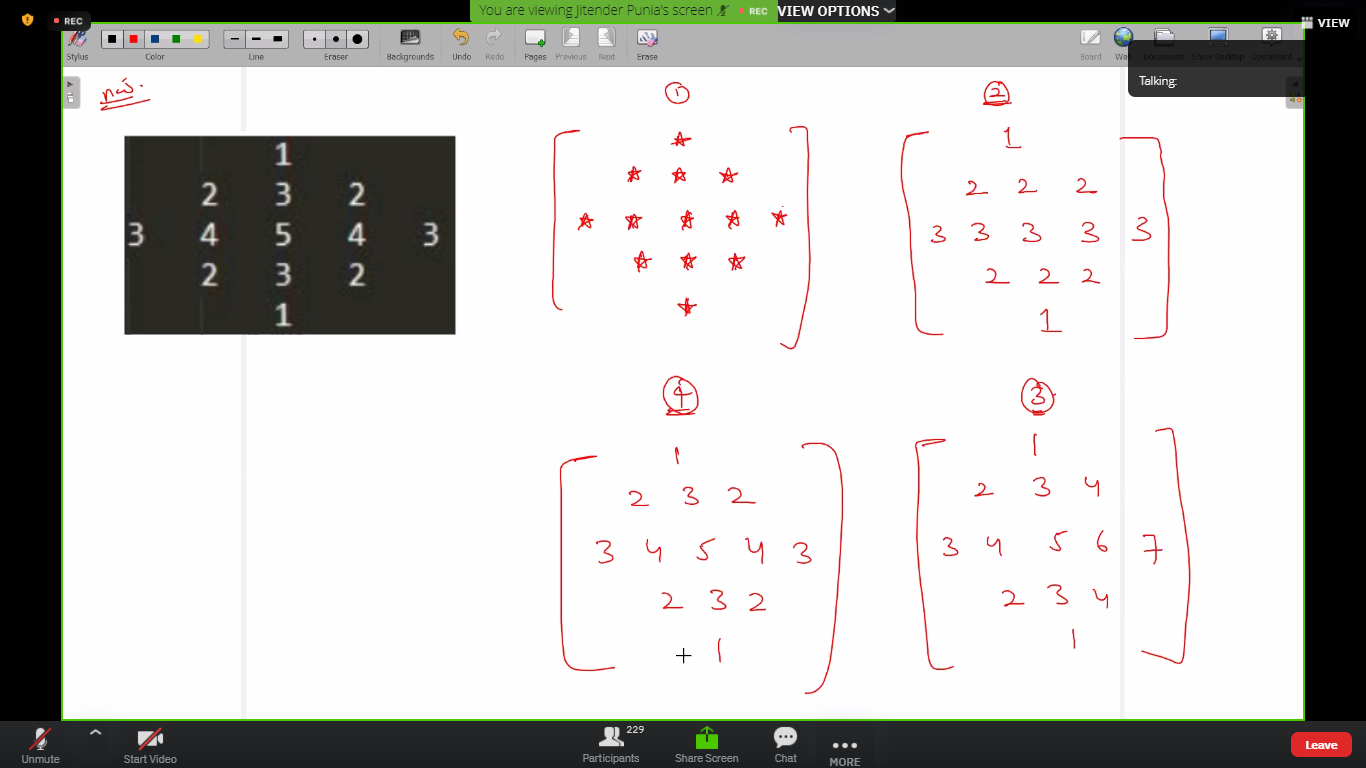 You are viewing Jitender Punia's screen REC VIEW OPTIONS
REC
VIEW
Stylus Color Line Eraser Backgrounds Undo Redo Pages Previous Next Erase Board Documents Show Desktop OpenBoard
Talking:
1
2 3 2
3 4 5 4 3
2 3 2
1
1
2
1
2 2 2
3 3 3 3 3
2 2 2
1
4
1
2 3 2
3 4 5 4 3
2 3 2
1
3
1
2 3 4
3 4 5 6 7
2 3 4
1
Unmute Start Video Participants 229 Share Screen Chat MORE Leave